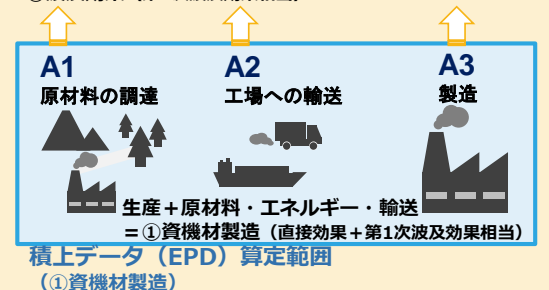 A1
A2
A3
原材料の調達
工場への輸送
製造
生産+原材料・エネルギー・輸送
=①資機材製造(直接効果+第1次波及効果相当)
積上データ(EPD)算定範囲
(①資機材製造)